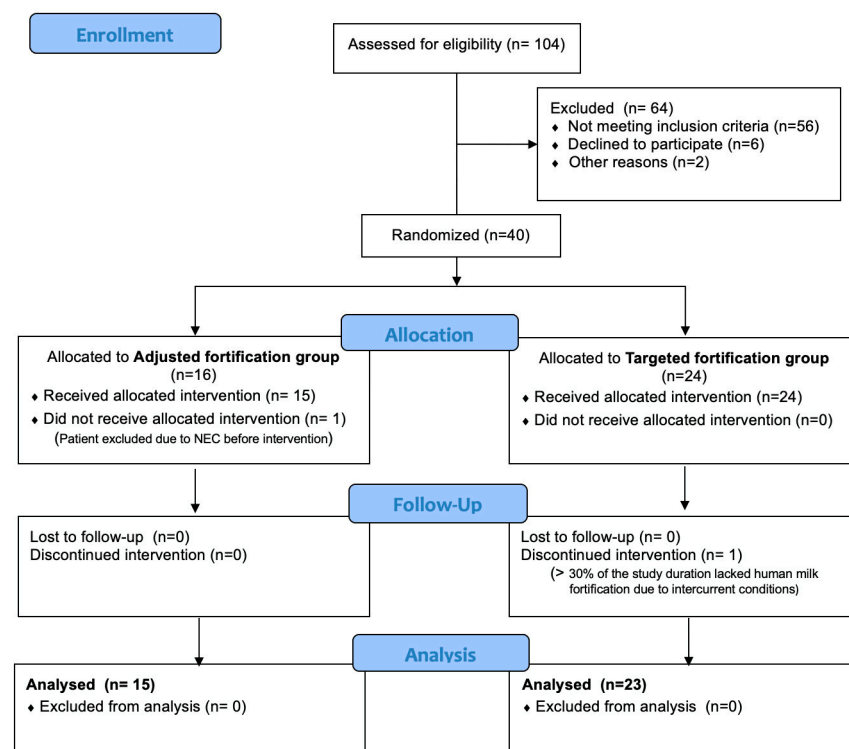 Enrollment
Assessed for eligibility (n= 104)
Excluded (n= 64)
♦ Not meeting inclusion criteria (n=56)
♦ Declined to participate (n=6)
♦ Other reasons (n=2)
Randomized (n=40)
Allocation
Allocated to Adjusted fortification group
(n=16)
♦ Received allocated intervention (n= 15)
♦ Did not receive allocated intervention (n= 1)
(Patient excluded due to NEC before intervention)
Allocated to Targeted fortification group
(n=24)
♦ Received allocated intervention (n=24)
♦ Did not receive allocated intervention (n=0)
Follow-Up
Lost to follow-up (n=0)
Discontinued intervention (n=0)
Lost to follow-up (n= 0)
Discontinued intervention (n= 1)
(> 30% of the study duration lacked human milk
fortification due to intercurrent conditions)
Analysis
Analysed (n= 15)
♦ Excluded from analysis (n= 0)
Analysed (n=23)
♦ Excluded from analysis (n=0)